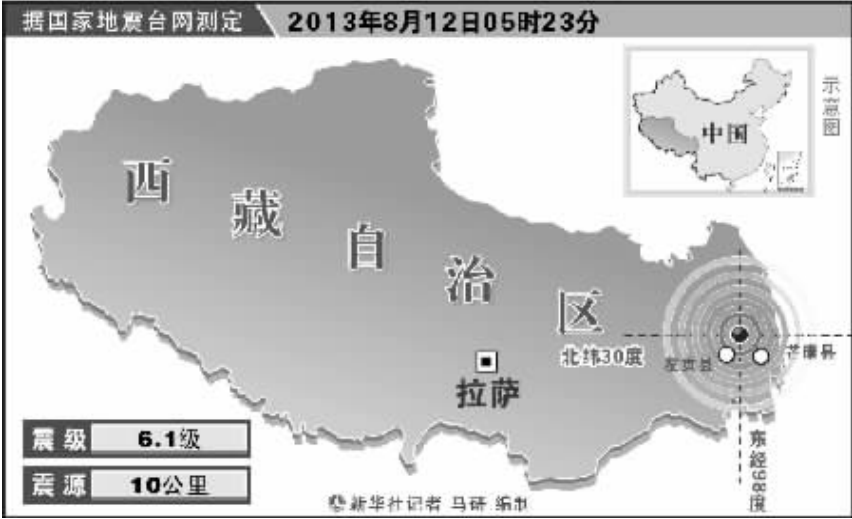 据国家地震台网测定
2013年8月12日05时23分
示意图
中国
西藏自治区
北纬30度
左贡县
芒康县
拉萨
东经98度
震级 6.1级
震源 10公里
新华社记者 马研 编制